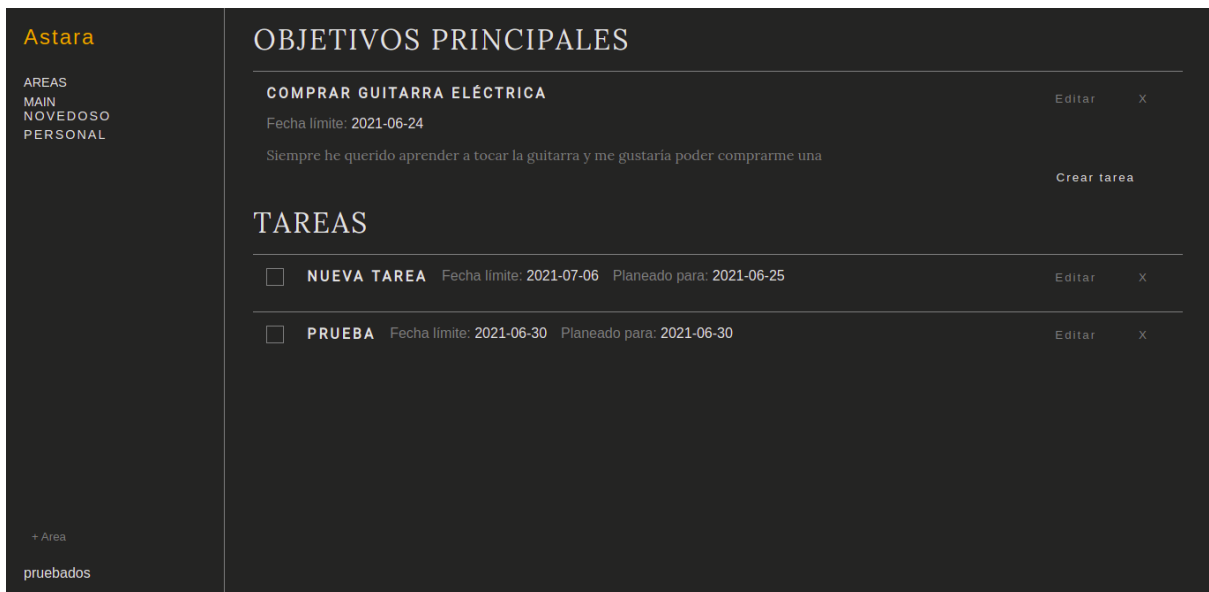 Astara
AREAS
MAIN
NOVEDOSO
PERSONAL
+ Area
pruebados
OBJETIVOS PRINCIPALES
COMPRAR GUITARRA ELÉCTRICA
Editar X
Fecha límite: 2021-06-24
Siempre he querido aprender a tocar la guitarra y me gustaría poder comprarme una
Crear tarea
TAREAS
NUEVA TAREA Fecha límite: 2021-07-06 Planeado para: 2021-06-25 Editar X
PRUEBA Fecha límite: 2021-06-30 Planeado para: 2021-06-30 Editar X